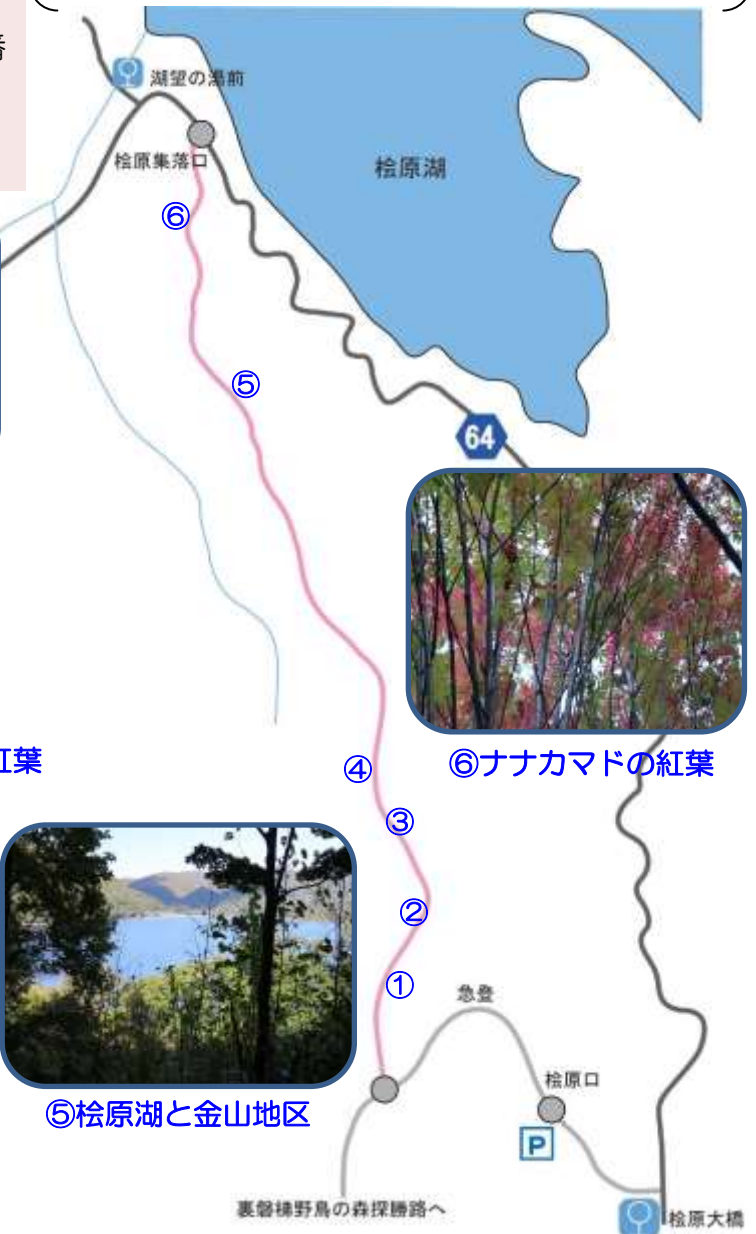 湖望の湯前
桧原集落口
桧原湖
⑥
⑤
64
紅葉
④
⑥ナナカマドの紅葉
③
②
①
急登
桧原口
⑤桧原湖と金山地区
P
裏磐梯野鳥の森探勝路へ
桧原大橋